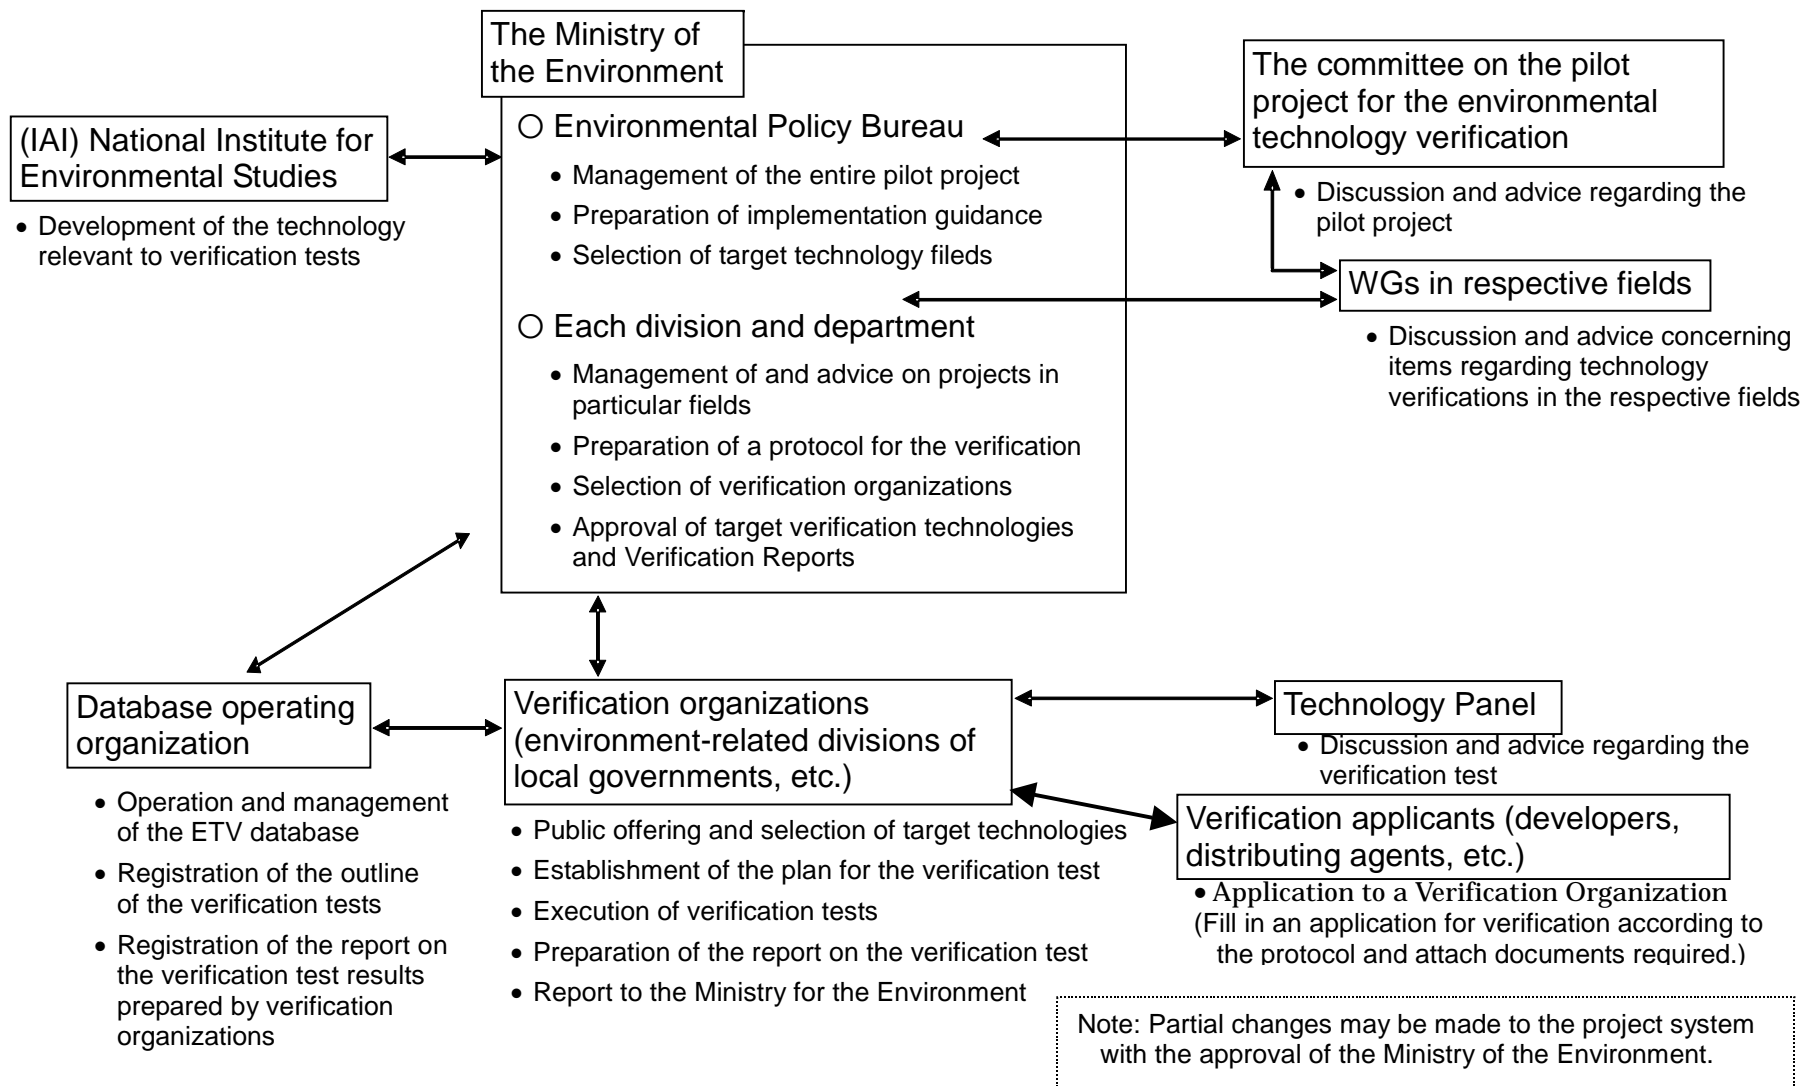 The Ministry of
the Environment
○ Environmental Policy Bureau
• Management of the entire pilot project
• Preparation of implementation guidance
• Selection of target technology fileds
○ Each division and department
• Management of and advice on projects in
particular fields
• Preparation of a protocol for the verification
• Selection of verification organizations
• Approval of target verification technologies
and Verification Reports
(IAI) National Institute for
Environmental Studies
• Development of the technology
relevant to verification tests
The committee on the pilot
project for the environmental
technology verification
• Discussion and advice regarding the
pilot project
WGs in respective fields
• Discussion and advice concerning
items regarding technology
verifications in the respective fields
Database operating
organization
• Operation and management
of the ETV database
• Registration of the outline
of the verification tests
• Registration of the report on
the verification test results
prepared by verification
organizations
Verification organizations
(environment-related divisions of
local governments, etc.)
• Public offering and selection of target technologies
• Establishment of the plan for the verification test
• Execution of verification tests
• Preparation of the report on the verification test
• Report to the Ministry for the Environment
Technology Panel
• Discussion and advice regarding the
verification test
Verification applicants (developers,
distributing agents, etc.)
• Application to a Verification Organization
(Fill in an application for verification according to
the protocol and attach documents required.)
Note: Partial changes may be made to the project system
with the approval of the Ministry of the Environment.